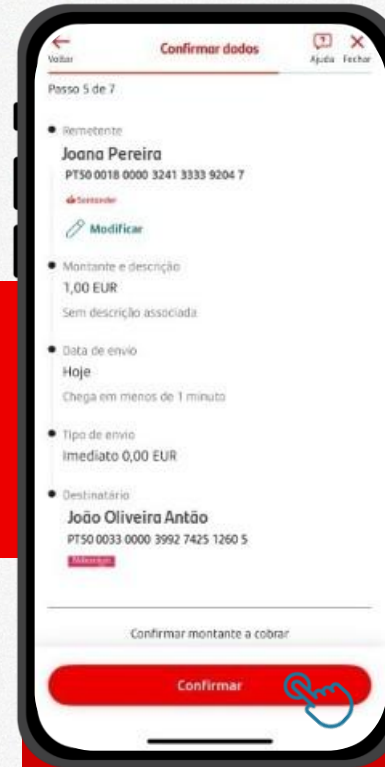 Confirmar dados
Voltar
Ajuda Fechar
Passo 5 de 7
Remetente
Joana Pereira
PT50 0018 0000 3241 3333 9204 7
Santander
Modificar
Montante e descrição
1,00 EUR
Sem descrição associada
Data de envio
Hoje
Chega em menos de 1 minuto
Tipo de envio
Imediato 0,00 EUR
Destinatário
João Oliveira Antão
PT50 0033 0000 3992 7425 1260 5
Confirmar montante a cobrar
Confirmar